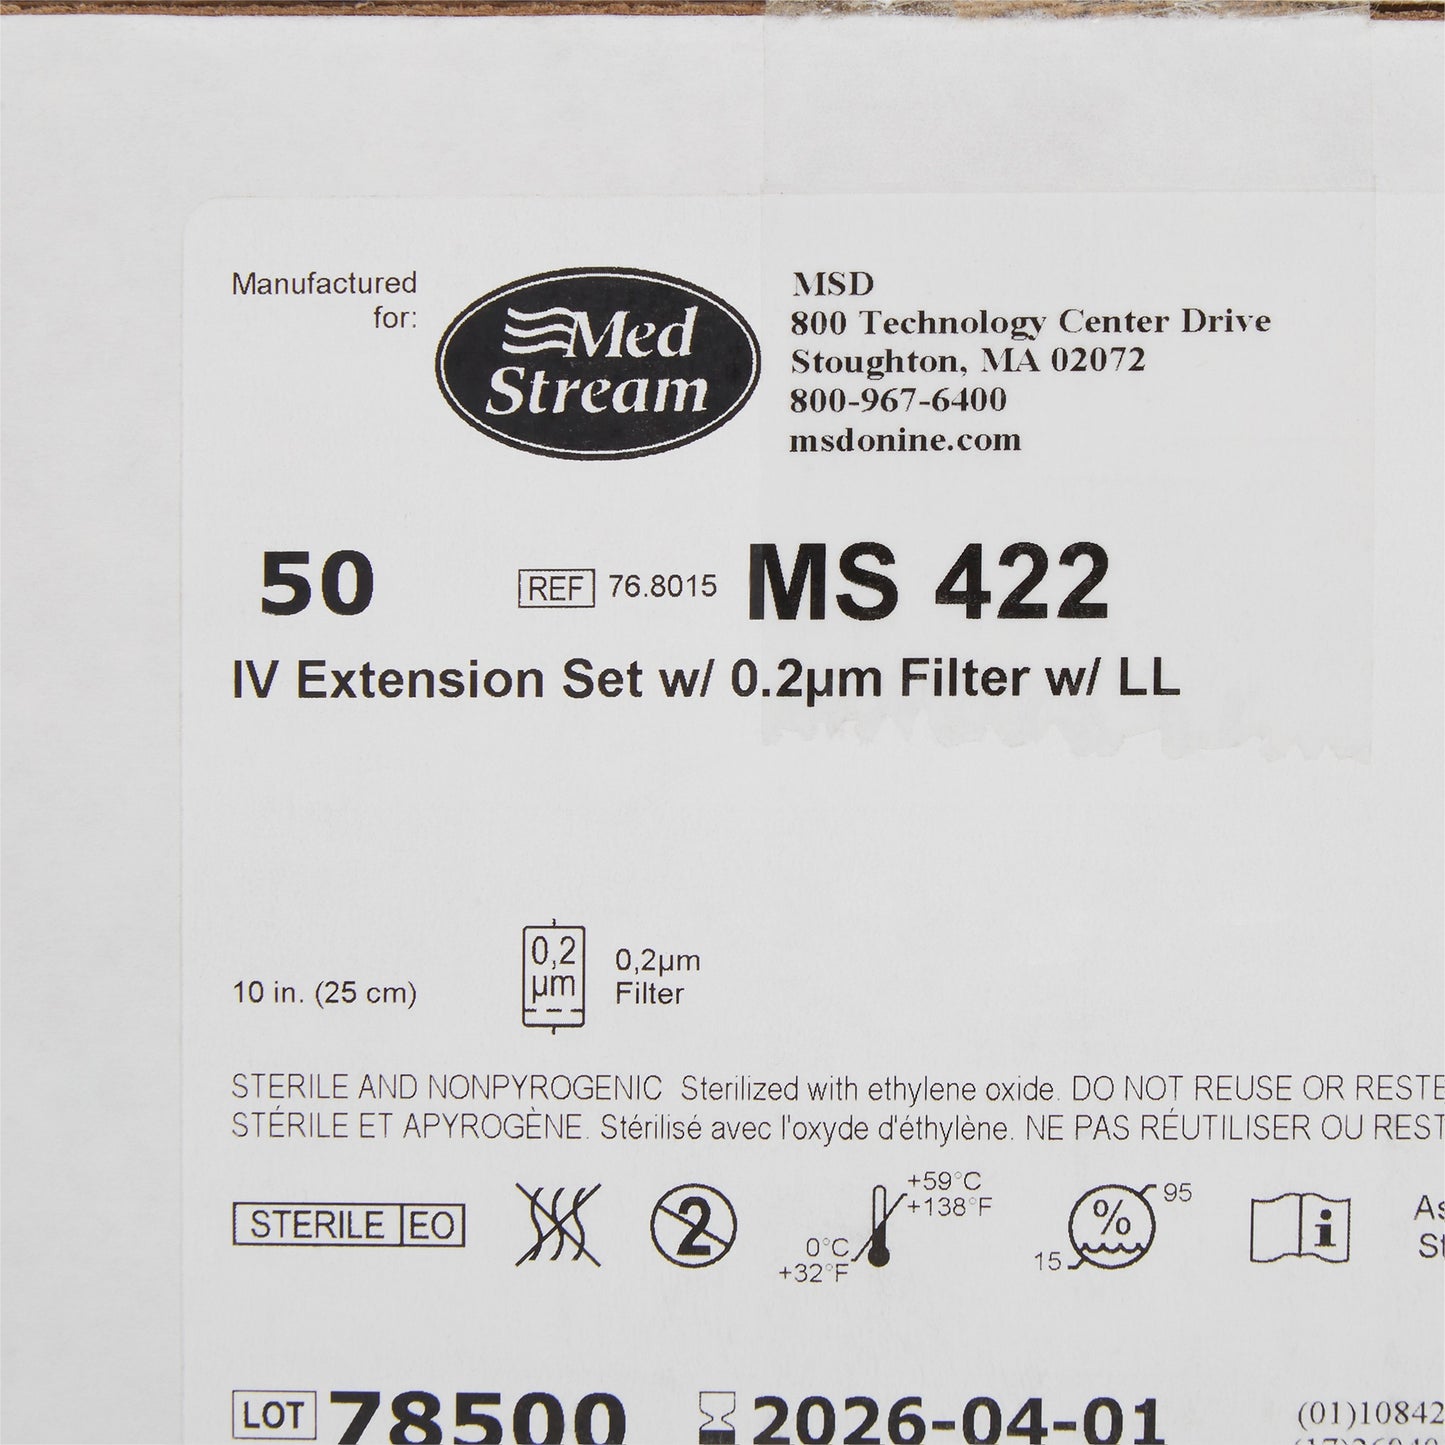 Manufactured
for:
Med
Stream
MSD
800 Technology Center Drive
Stoughton, MA 02072
800-967-6400
msdonine.com
50 REF 76.8015 MS 422
IV Extension Set w/ 0.2µm Filter w/ LL
0,2
µm
0,2µm
10 in. (25 cm) Filter
STERILE AND NONPYROGENIC Sterilized with ethylene oxide. DO NOT REUSE OR RESTE
STÉRILE ET APYROGÈNE. Stérilisé avec l'oxyde d'éthylène. NE PAS RÉUTILISER OU REST
STERILE EO
2
+59°C
+138°F
0°C
+32°F
% 95
15
i
As
St
LOT 78500 2026-04-01
(01)10842